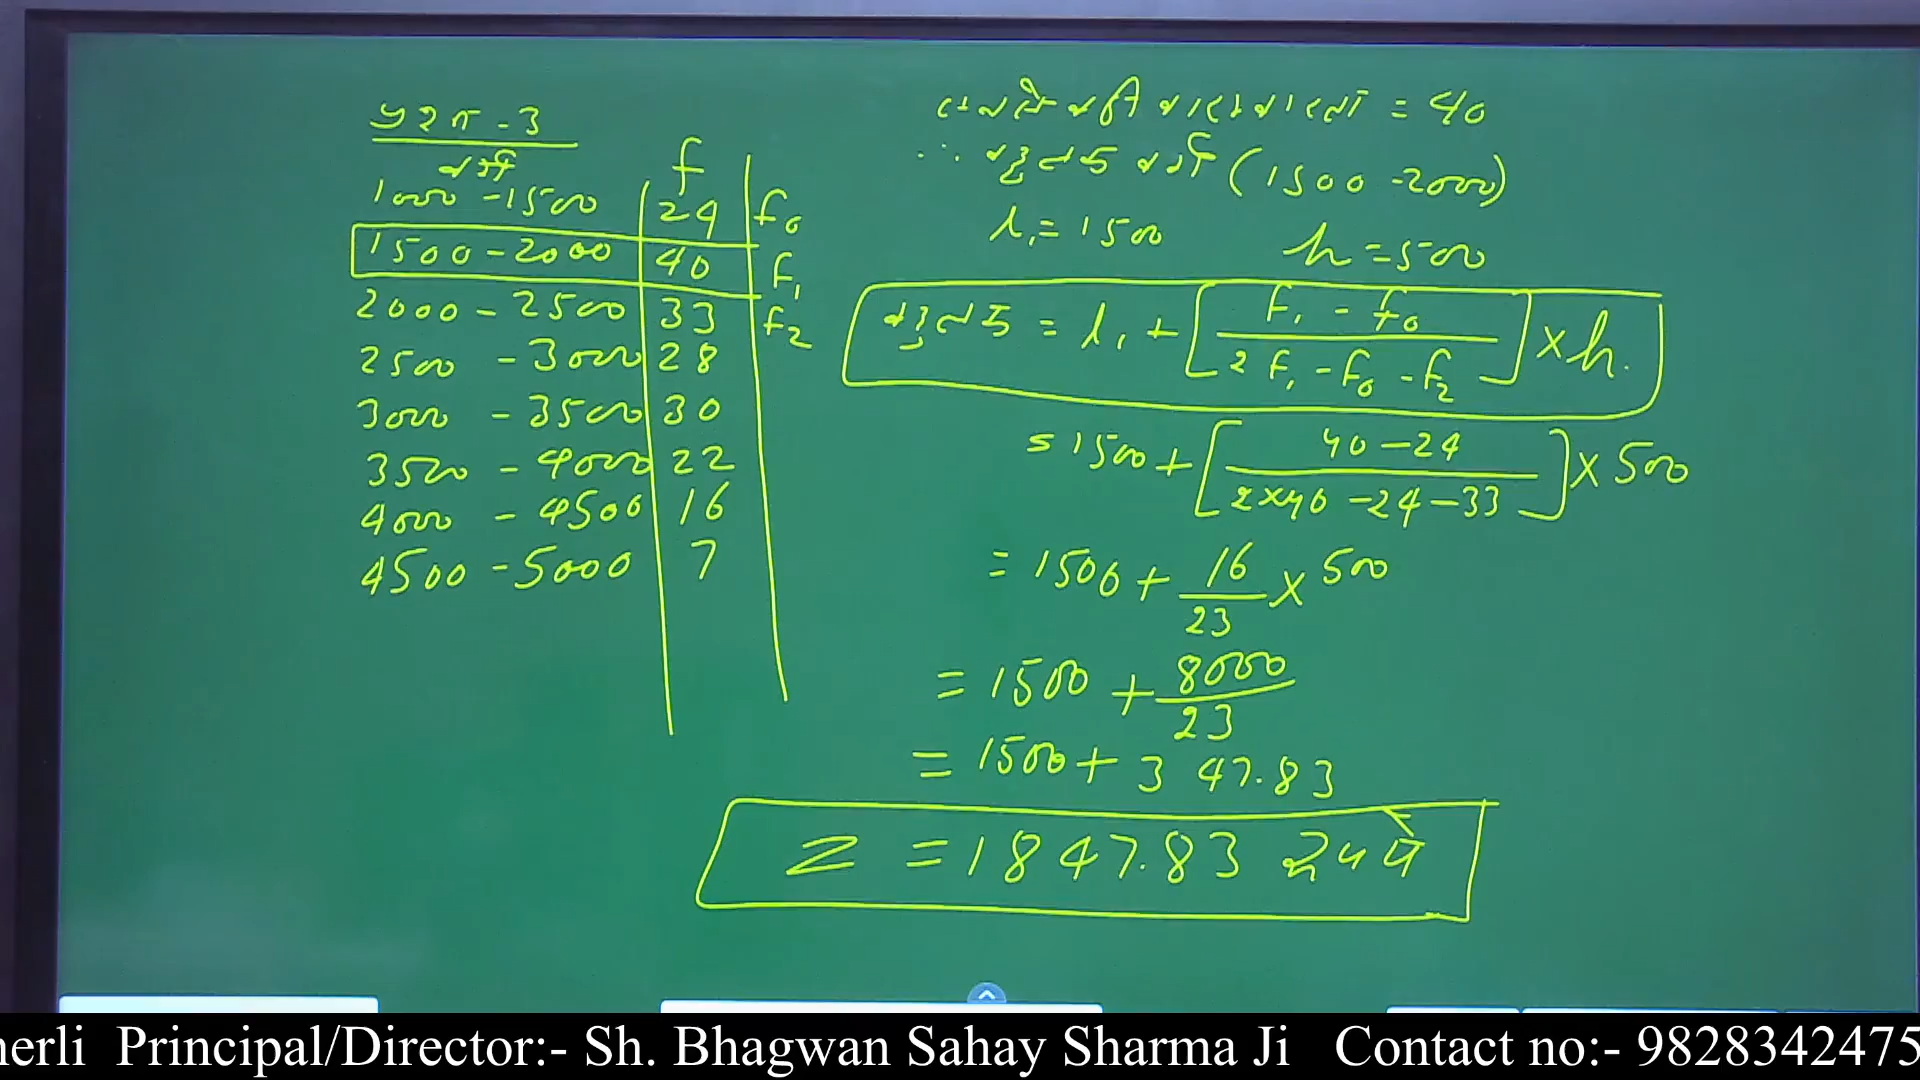 प्रश्न - 3
वर्ग f
1000 - 1500 24 f₀
1500 - 2000 40 f₁
2000 - 2500 33 f₂
2500 - 3000 28
3000 - 3500 30
3500 - 4000 22
4000 - 4500 16
4500 - 5000 7
= 40
∴ बहुलक वर्ग (1500 - 2000)
l₁ = 1500 h = 500
बहुलक = l₁ + [ (f₁ - f₀) / (2f₁ - f₀ - f₂) ] × h.
= 1500 + [ (40 - 24) / (2×40 - 24 - 33) ] × 500
= 1500 + 16/23 × 500
= 1500 + 8000/23
= 1500 + 347.83
Z = 1847.83 रुपये
herli Principal/Director:- Sh. Bhagwan Sahay Sharma Ji Contact no:- 9828342475